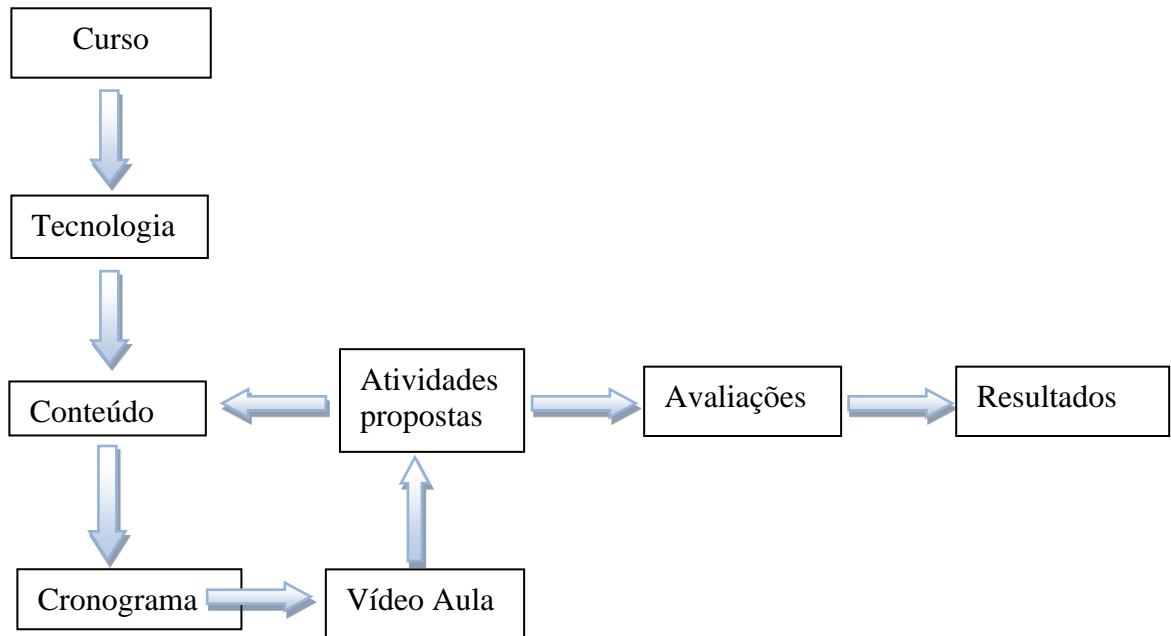 Curso
Tecnologia
Conteúdo
Atividades
propostas
Avaliações
Resultados
Cronograma
Vídeo Aula